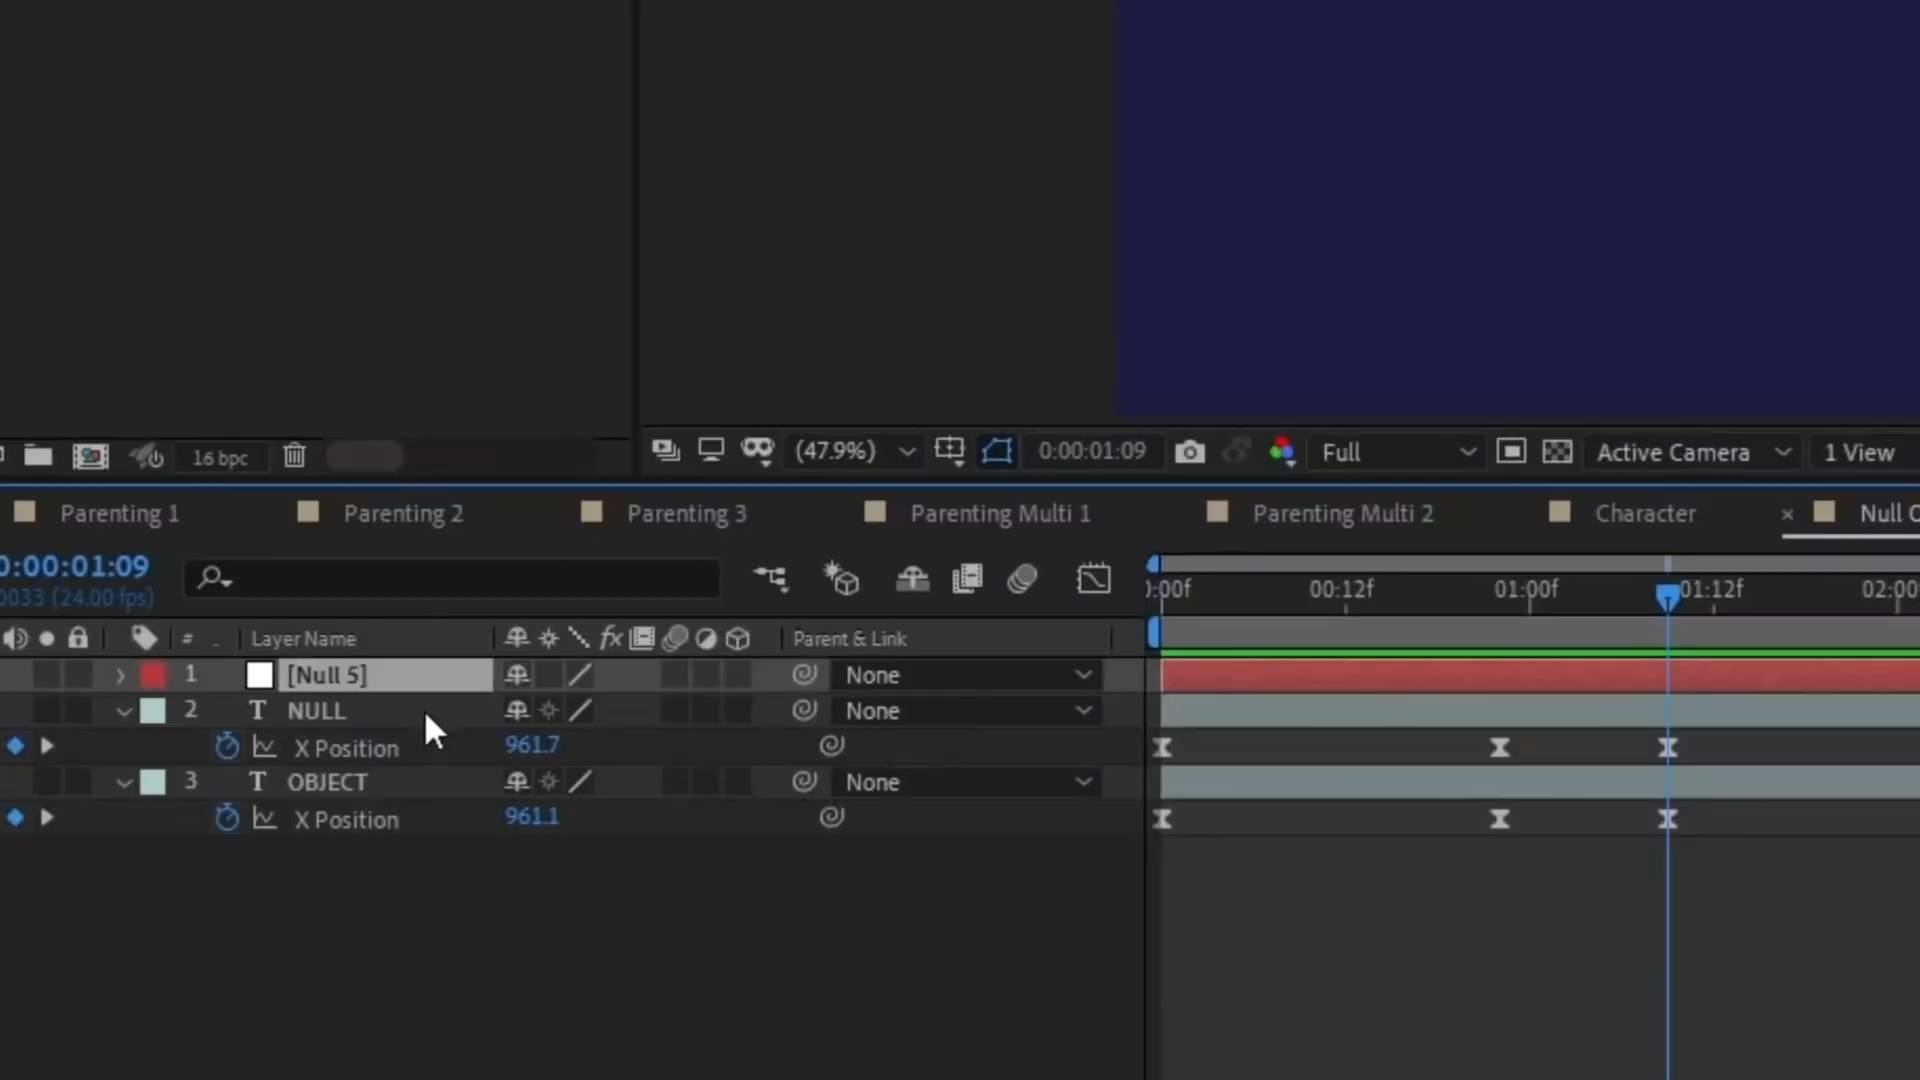 16 bpc
(47.9%) 0:00:01:09 Full Active Camera 1 View
Parenting 1 Parenting 2 Parenting 3 Parenting Multi 1 Parenting Multi 2 Character × Null
0:00:01:09
0033 (24.00 fps)
:00f 00:12f 01:00f 01:12f 02:00
# . Layer Name fx Parent & Link
1 [Null 5] None
2 T NULL None
X Position 961.7
3 T OBJECT None
X Position 961.1